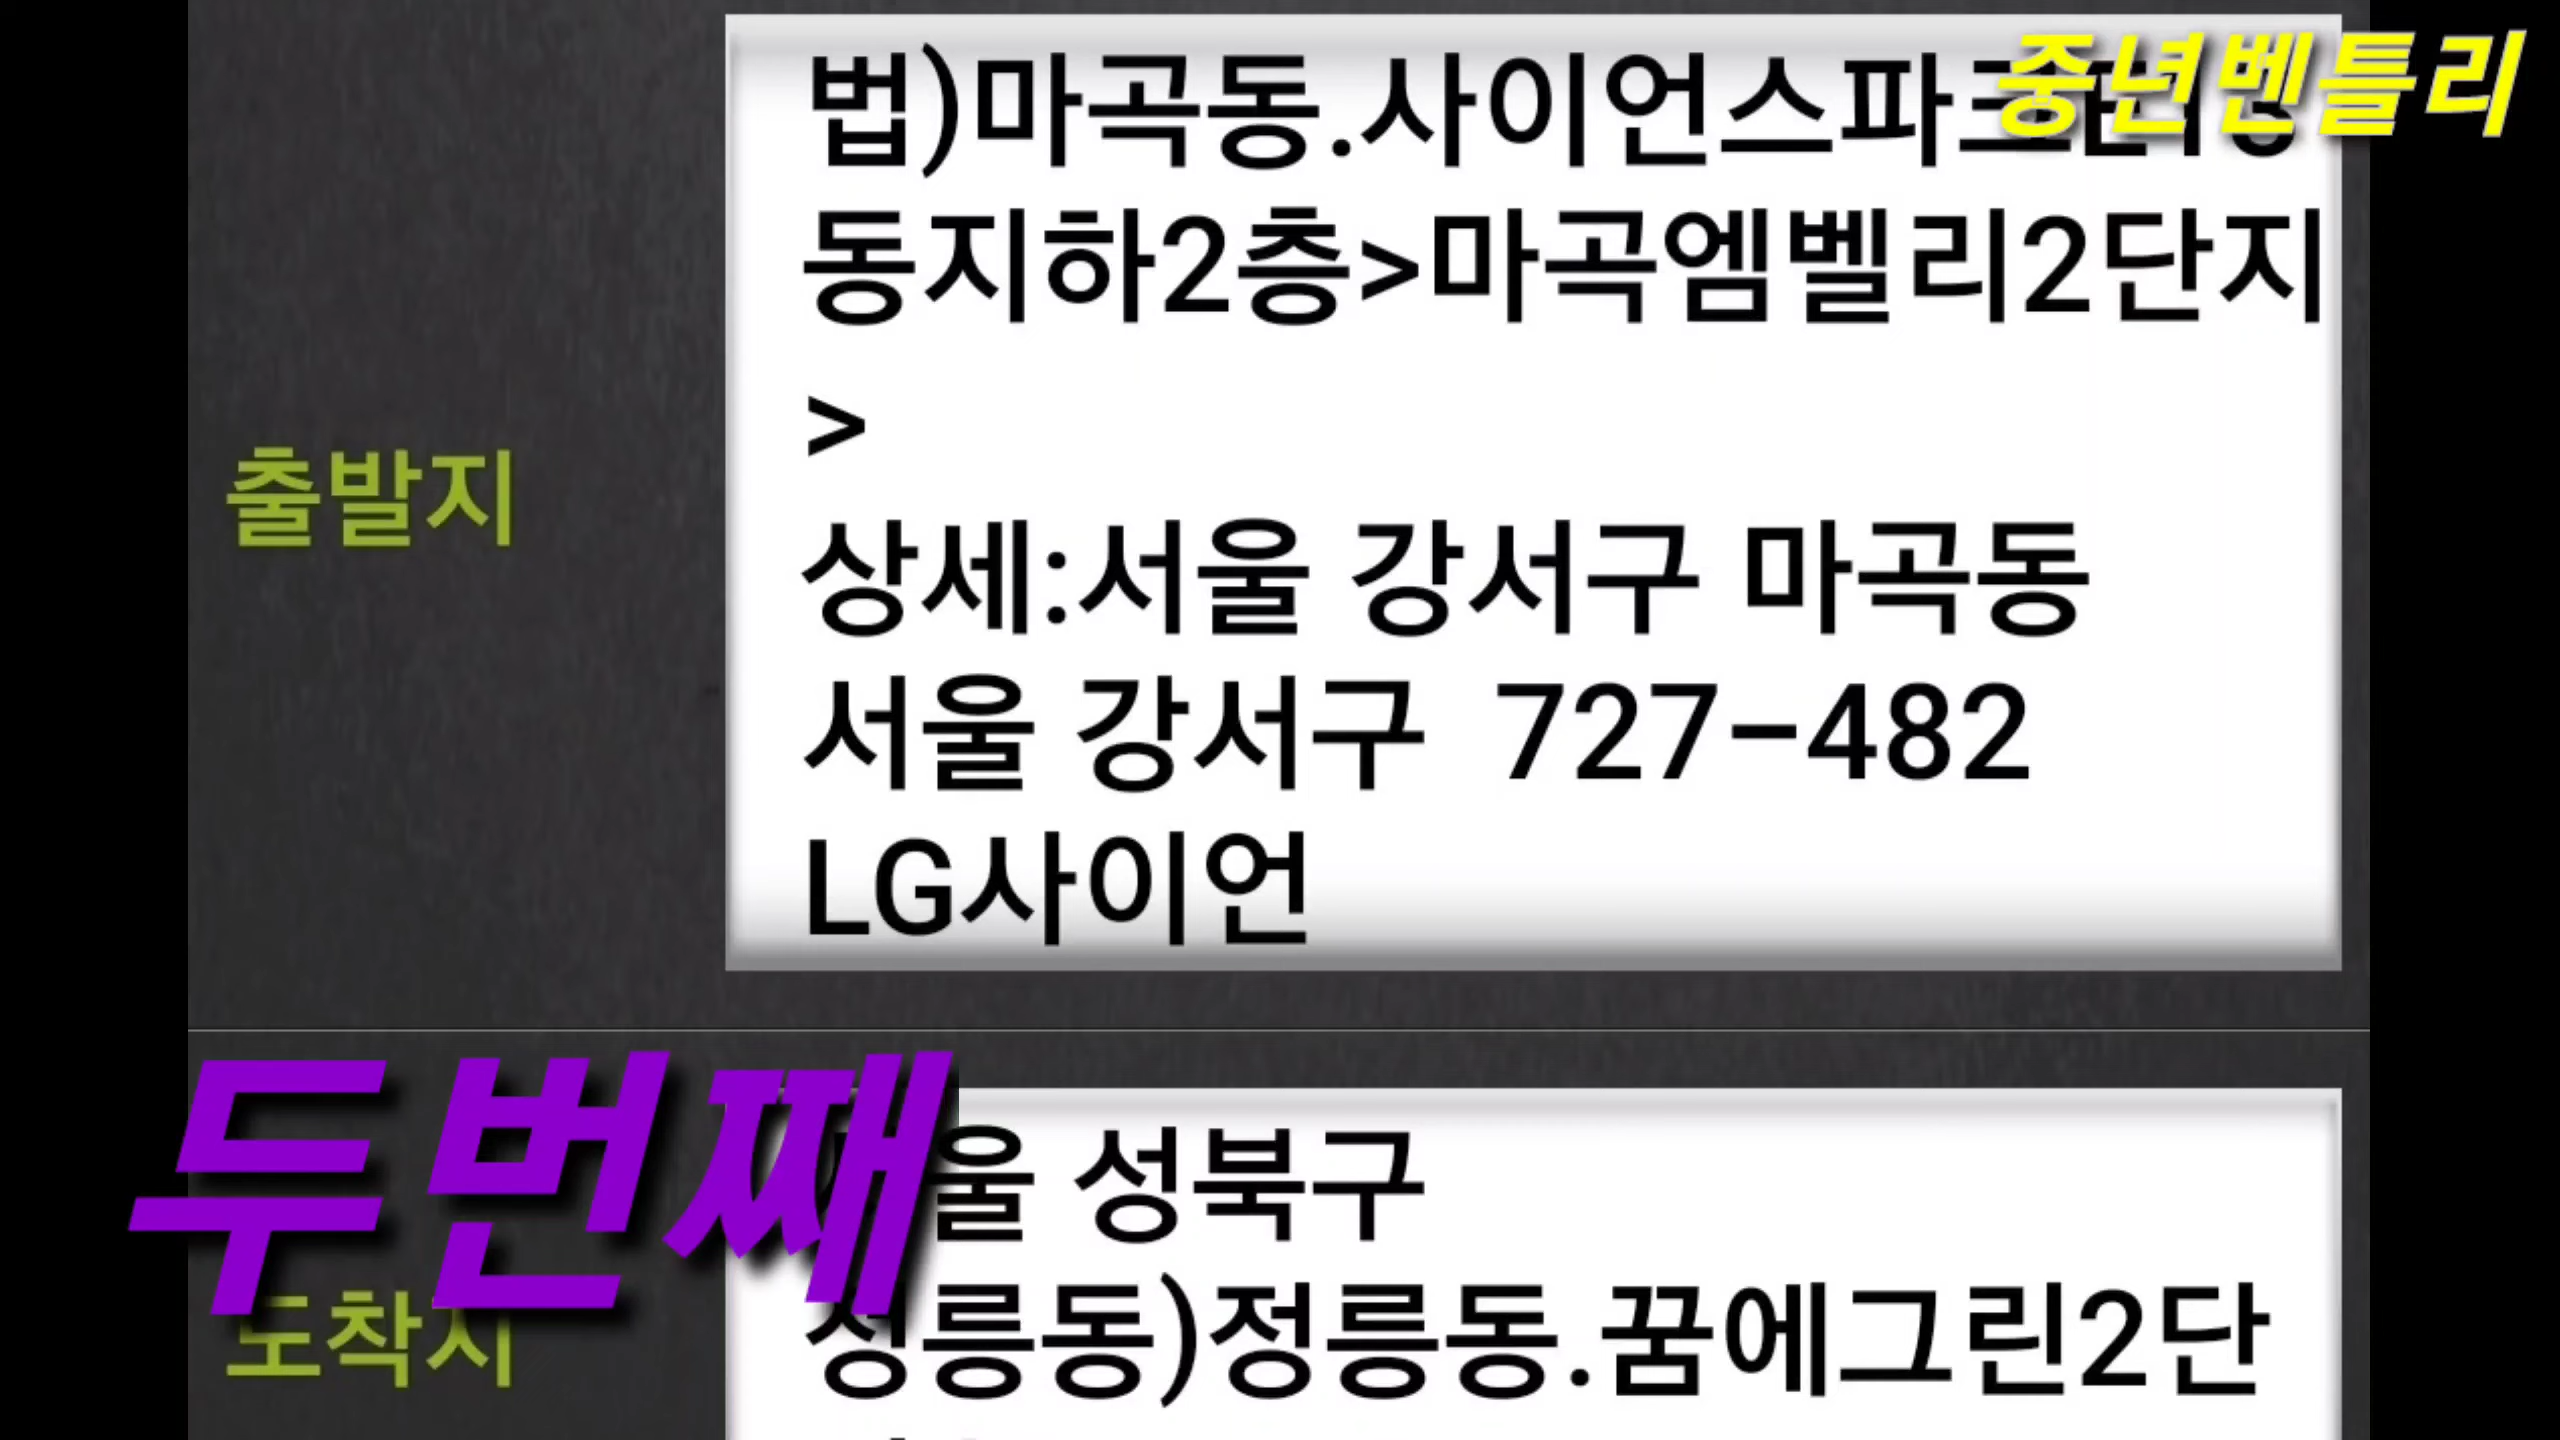 중년벤틀리
법)마곡동.사이언스파크
동지하2층>마곡엠벨리2단지
>
출발지
상세:서울 강서구 마곡동
서울 강서구 727-482
LG사이언
두번째
성북구
도착지
정릉동)정릉동.꿈에그린2단